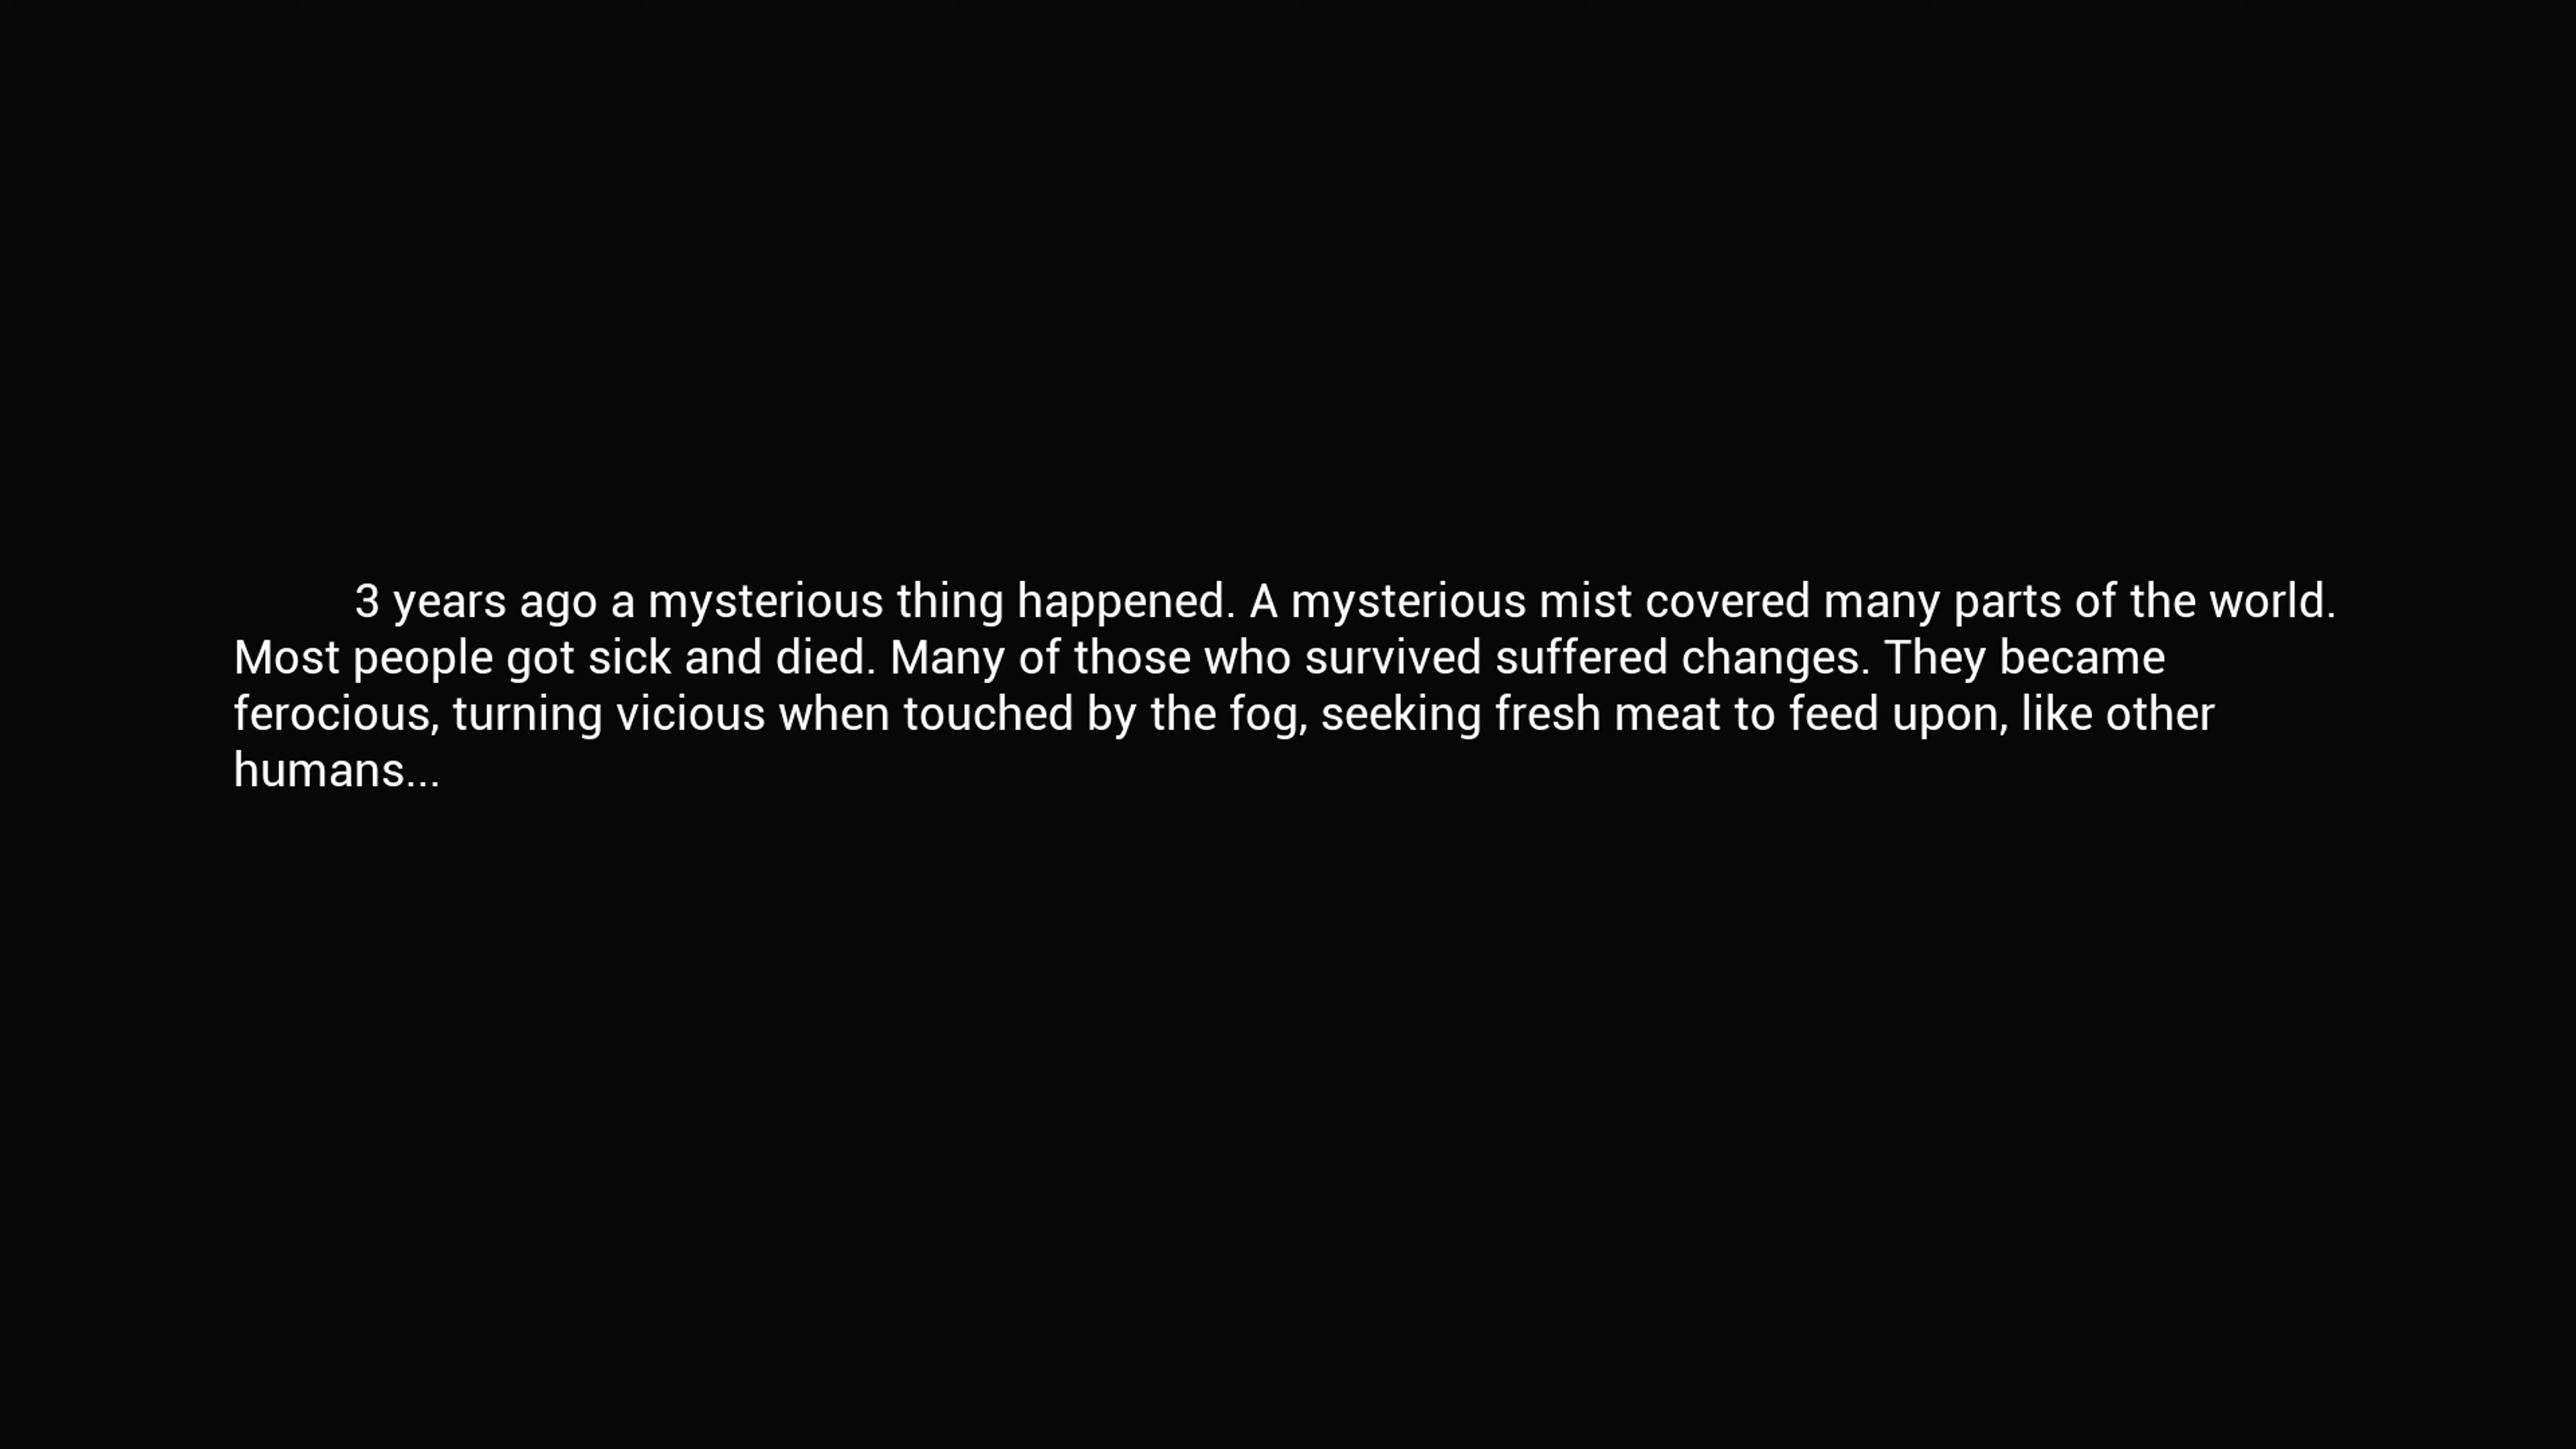 3 years ago a mysterious thing happened. A mysterious mist covered many parts of the world.
Most people got sick and died. Many of those who survived suffered changes. They became
ferocious, turning vicious when touched by the fog, seeking fresh meat to feed upon, like other
humans...